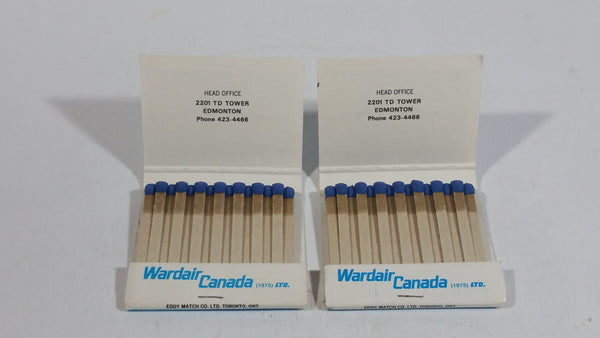 HEAD OFFICE
2201 TD TOWER
EDMONTON
Phone 423-4466
Wardair Canada (1975) LTD.
EDDY MATCH CO. LTD. TORONTO, ONT.
HEAD OFFICE
2201 TD TOWER
EDMONTON
Phone 423-4466
Wardair Canada (1975) LTD.
EDDY MATCH CO. LTD. TORONTO, ONT.